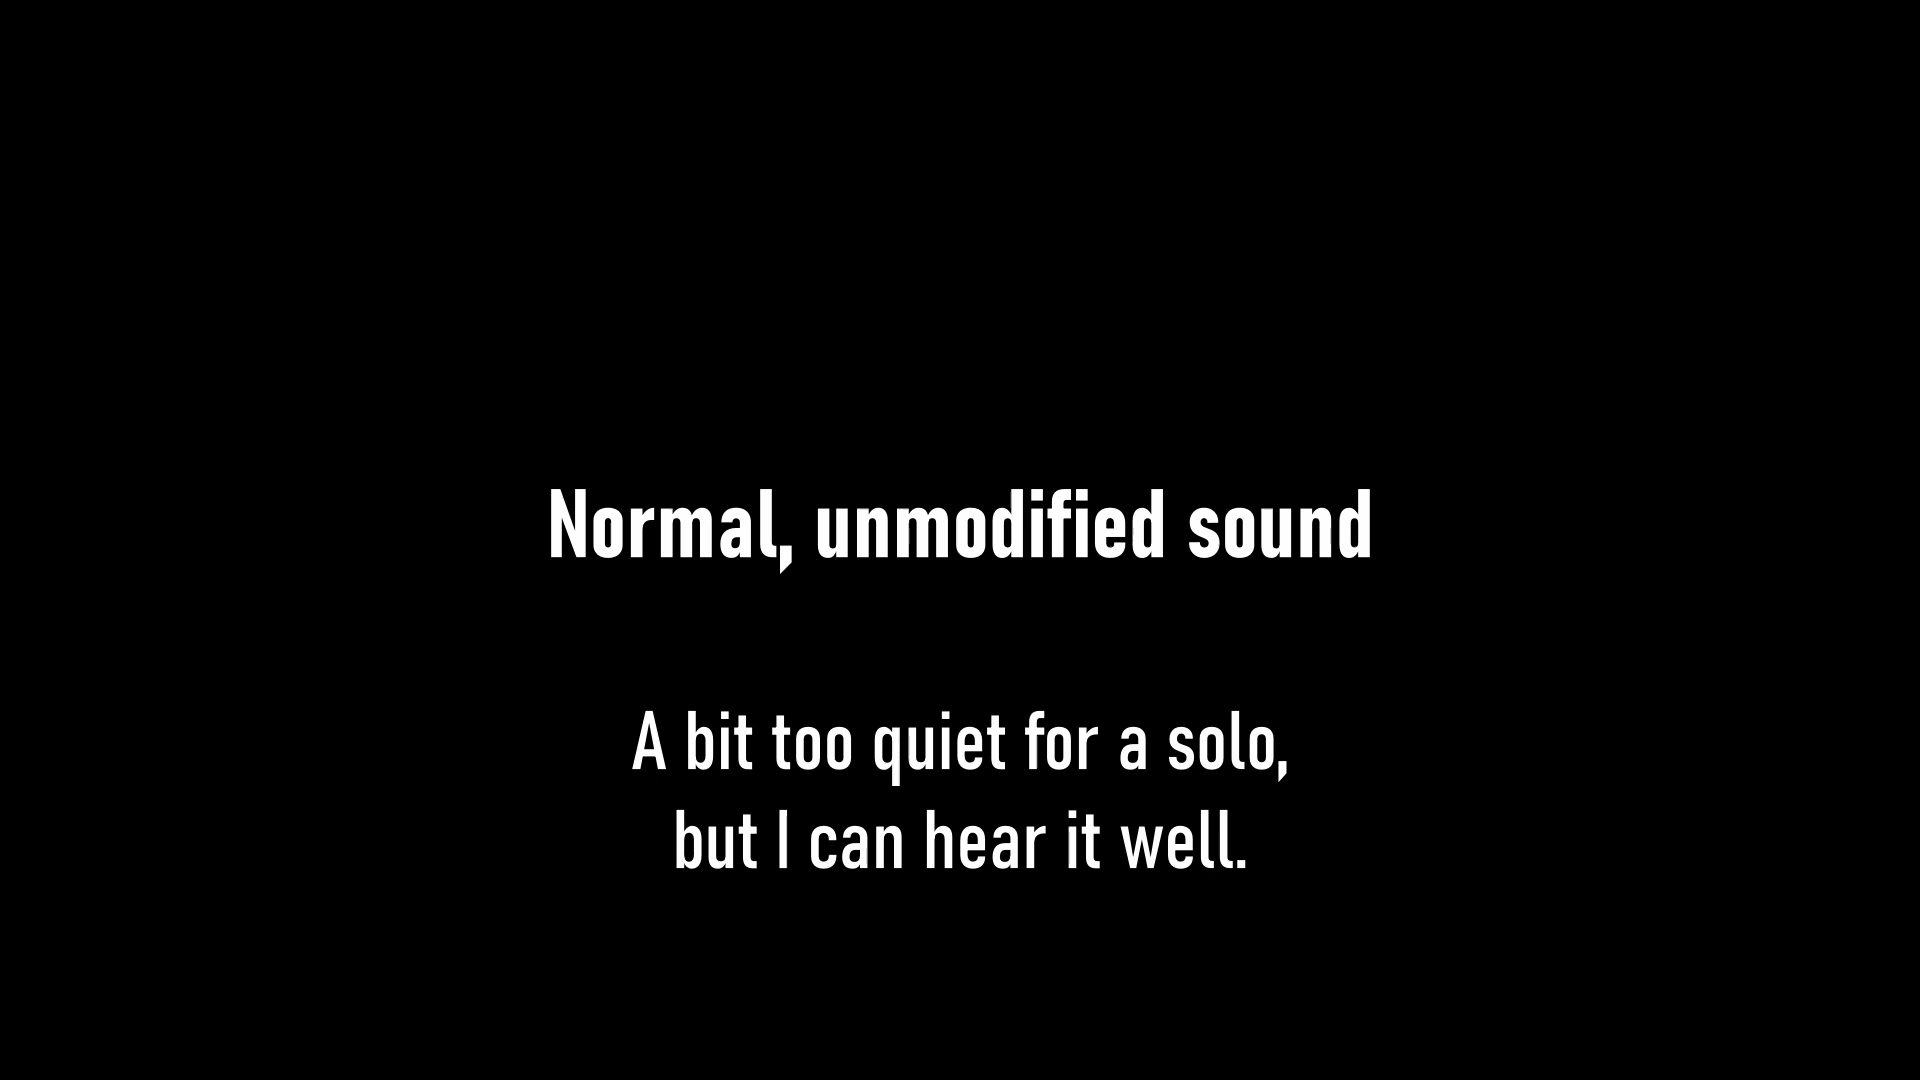 Normal, unmodified sound
A bit too quiet for a solo,
but I can hear it well.